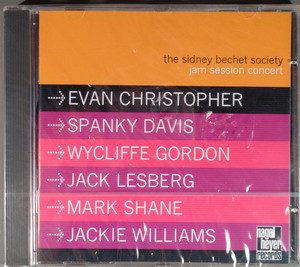 the sidney bechet society
jam session concert
EVAN CHRISTOPHER
SPANKY DAVIS
WYCLIFFE GORDON
JACK LESBERG
MARK SHANE
JACKIE WILLIAMS
nagel
heyer
records